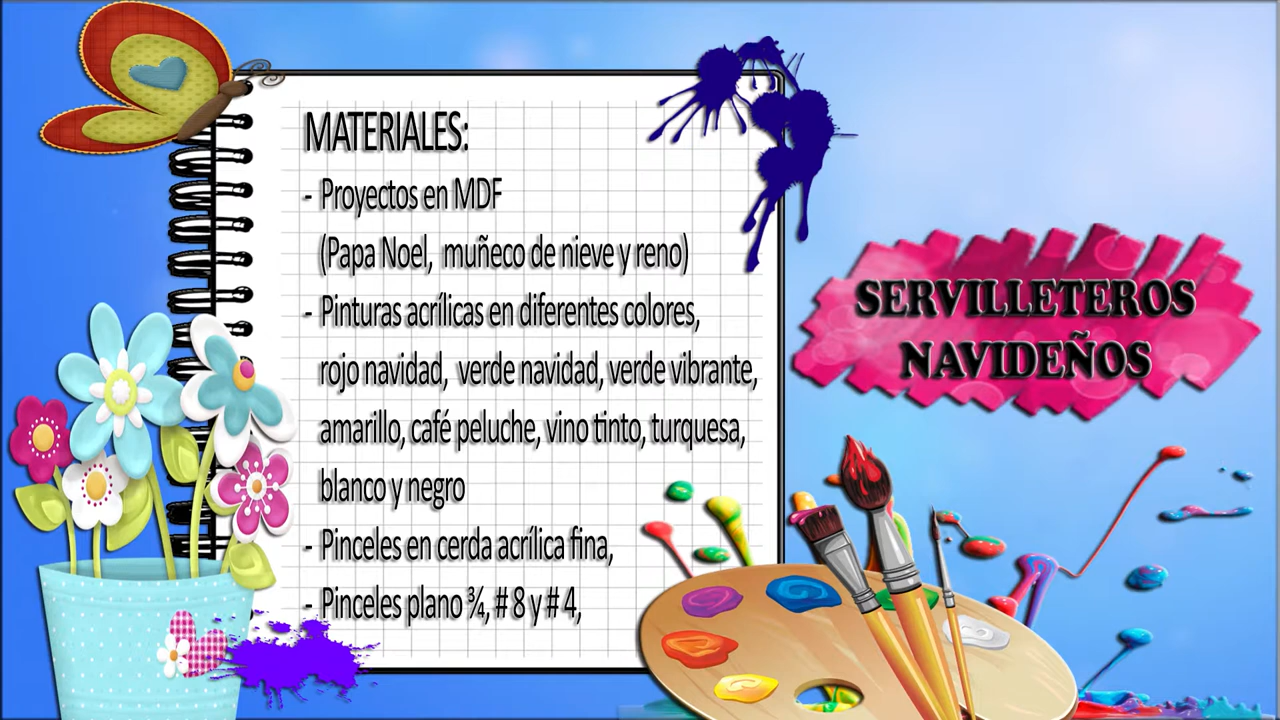 MATERIALES:
- Proyectos en MDF
(Papa Noel, muñeco de nieve y reno)
- Pinturas acrílicas en diferentes colores,
rojo navidad, verde navidad, verde vibrante,
amarillo, café peluche, vino tinto, turquesa,
blanco y negro
- Pinceles en cerda acrílica fina,
- Pinceles plano ¾, # 8 y # 4,
SERVILLETEROS
NAVIDEÑOS